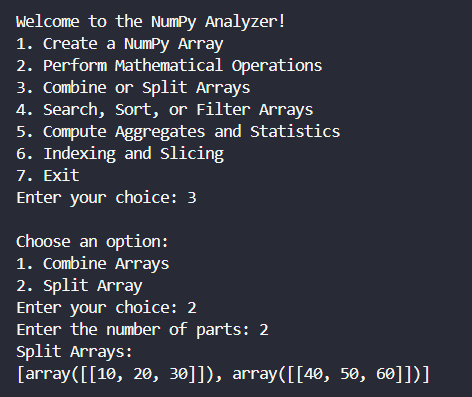 Welcome to the NumPy Analyzer!
1. Create a NumPy Array
2. Perform Mathematical Operations
3. Combine or Split Arrays
4. Search, Sort, or Filter Arrays
5. Compute Aggregates and Statistics
6. Indexing and Slicing
7. Exit
Enter your choice: 3

Choose an option:
1. Combine Arrays
2. Split Array
Enter your choice: 2
Enter the number of parts: 2
Split Arrays:
[array([[10, 20, 30]]), array([[40, 50, 60]])]